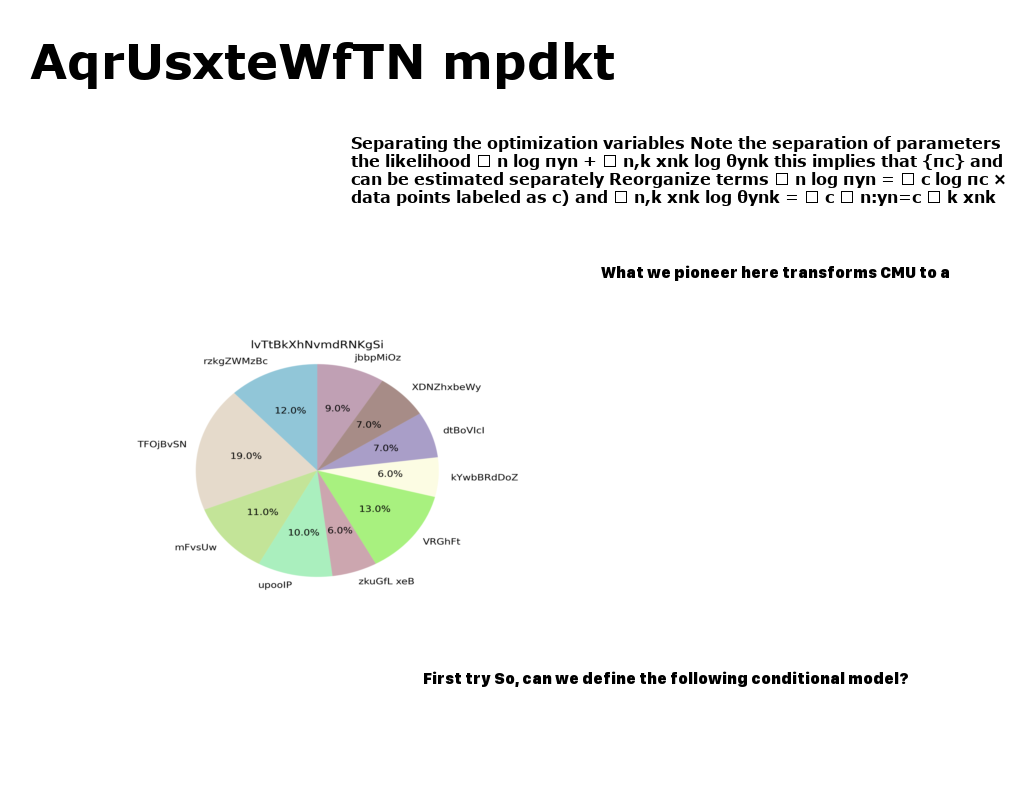 AqrUsxteWfTN mpdkt
Separating the optimization variables Note the separation of parameters
the likelihood □ n log πyn + □ n,k xnk log θynk this implies that {πc} and
can be estimated separately Reorganize terms □ n log πyn = □ c log πc ×
data points labeled as c) and □ n,k xnk log θynk = □ c □ n:yn=c □ k xnk
What we pioneer here transforms CMU to a
lvTtBkXhNvmdRNKgSi
jbbpMiOz
rzkgZWMzBc
XDNZhxbeWy
12.0%
9.0%
7.0%
dtBoVIcI
TFOjBvSN
7.0%
19.0%
6.0%
kYwbBRdDoZ
11.0%
13.0%
10.0%
6.0%
VRGhFt
mFvsUw
upooIP
zkuGfL xeB
First try So, can we define the following conditional model?